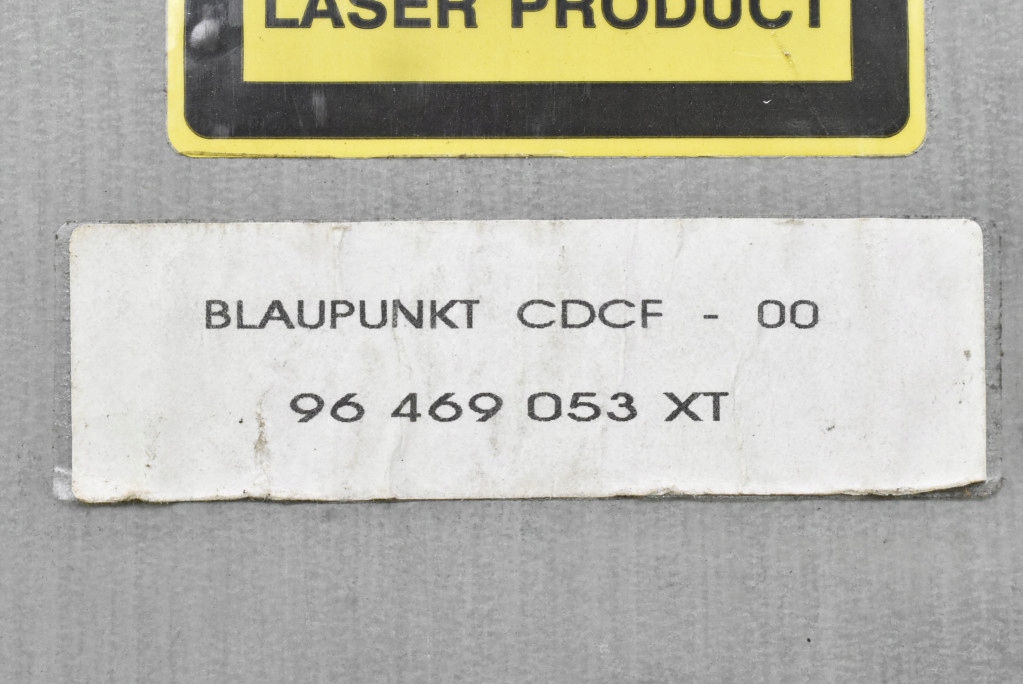 LASER PRODUCT
BLAUPUNKT CDCF - 00
96 469 053 XT